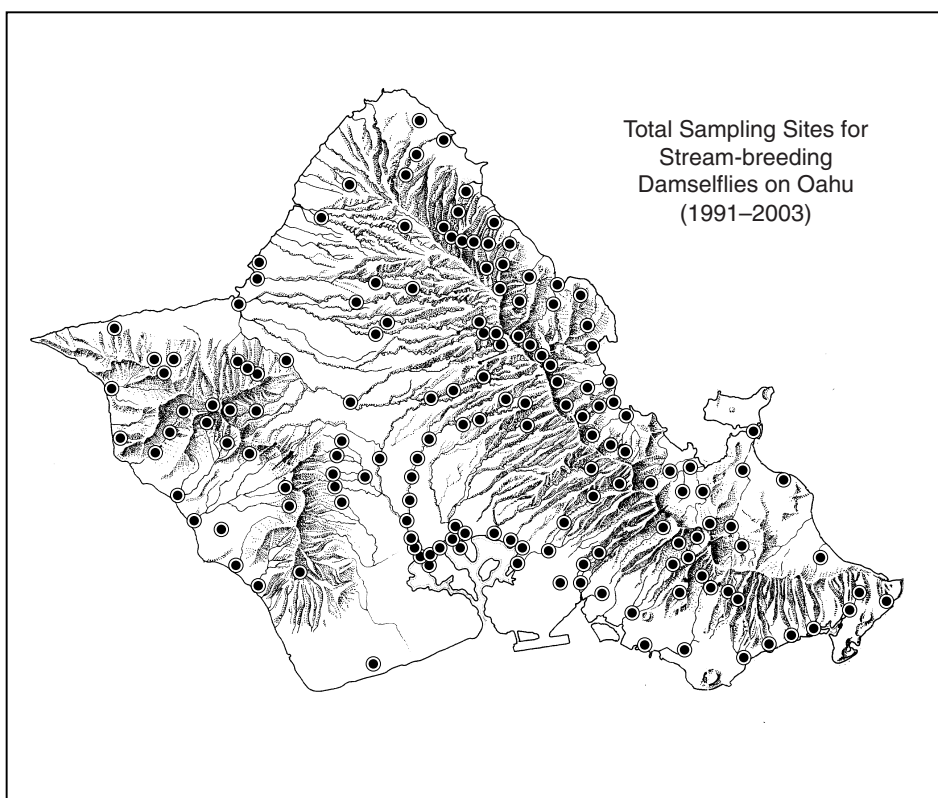 Total Sampling Sites for
Stream-breeding
Damselflies on Oahu
(1991–2003)